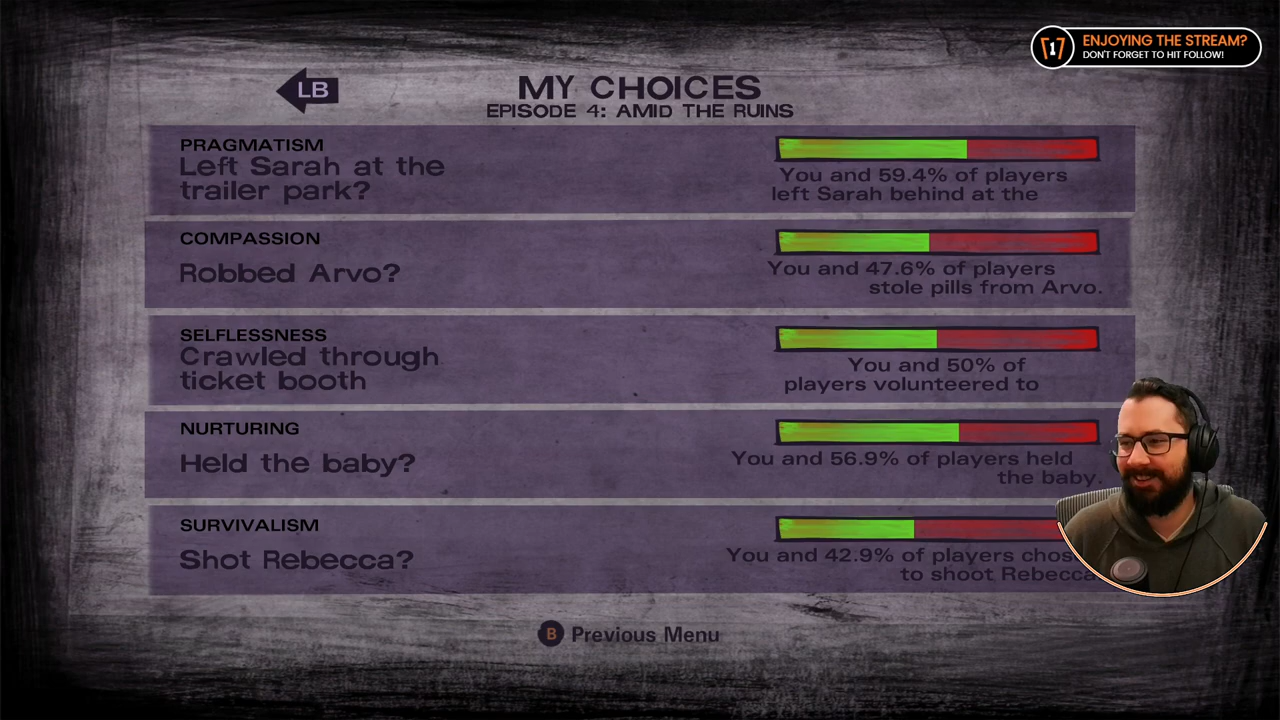 ENJOYING THE STREAM?
DON'T FORGET TO HIT FOLLOW!
1
LB
MY CHOICES
EPISODE 4: AMID THE RUINS
PRAGMATISM
Left Sarah at the
trailer park?
You and 59.4% of players
left Sarah behind at the
COMPASSION
Robbed Arvo?
You and 47.6% of players
stole pills from Arvo.
SELFLESSNESS
Crawled through
ticket booth
You and 50% of
players volunteered to
NURTURING
Held the baby?
You and 56.9% of players held
the baby.
SURVIVALISM
Shot Rebecca?
You and 42.9% of players chose
to shoot Rebecca
B Previous Menu